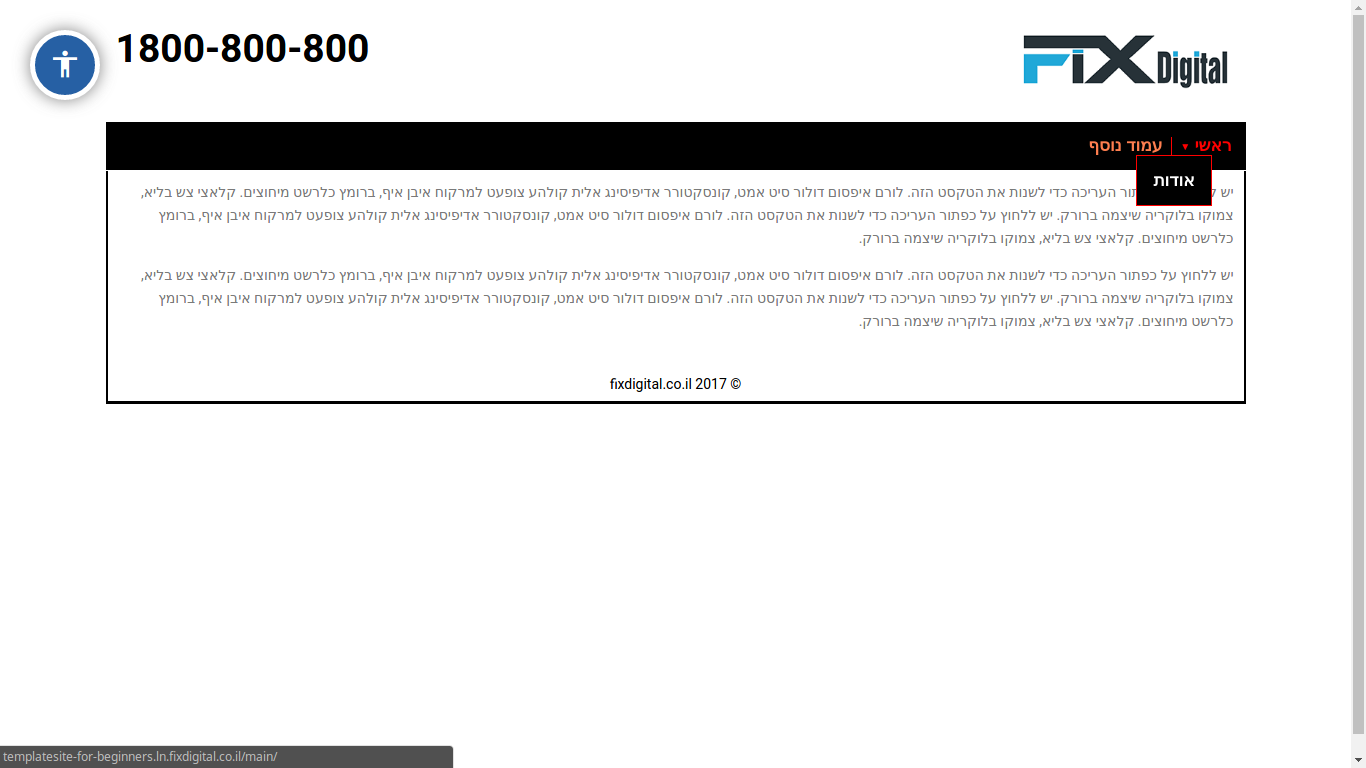 1800-800-800
FiX Digital
ראשי ▼ עמוד נוסף
אודות
יש תור העריכה כדי לשנות את הטקסט הזה. לורם איפסום דולור סיט אמט, קונסקטורר אדיפיסינג אלית קולהע צופעט למרקוח איבן איף, ברומץ כלרשט מיחוצים. קלאצי צש בליא,
צמוקו בלוקריה שיצמה ברורק. יש ללחוץ על כפתור העריכה כדי לשנות את הטקסט הזה. לורם איפסום דולור סיט אמט, קונסקטורר אדיפיסינג אלית קולהע צופעט למרקוח איבן איף, ברומץ
כלרשט מיחוצים. קלאצי צש בליא, צמוקו בלוקריה שיצמה ברורק.
יש ללחוץ על כפתור העריכה כדי לשנות את הטקסט הזה. לורם איפסום דולור סיט אמט, קונסקטורר אדיפיסינג אלית קולהע צופעט למרקוח איבן איף, ברומץ כלרשט מיחוצים. קלאצי צש בליא,
צמוקו בלוקריה שיצמה ברורק. יש ללחוץ על כפתור העריכה כדי לשנות את הטקסט הזה. לורם איפסום דולור סיט אמט, קונסקטורר אדיפיסינג אלית קולהע צופעט למרקוח איבן איף, ברומץ
כלרשט מיחוצים. קלאצי צש בליא, צמוקו בלוקריה שיצמה ברורק.
fixdigital.co.il 2017 ©
templatesite-for-beginners.ln.fixdigital.co.il/main/